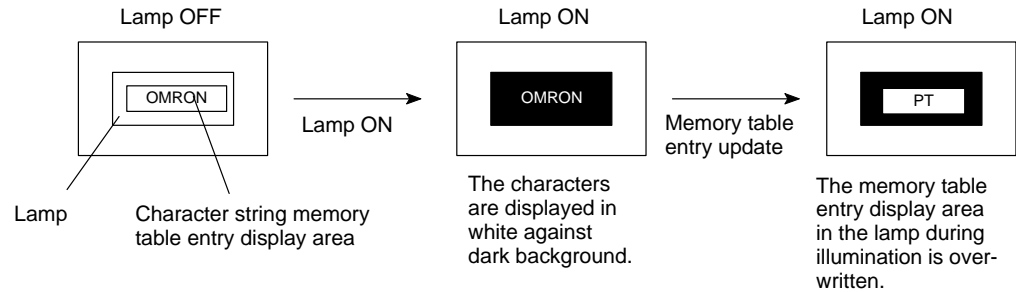 Lamp OFF
Lamp ON
Lamp ON
OMRON
OMRON
PT
Lamp ON
Memory table
entry update
Lamp
Character string memory
table entry display area
The characters
are displayed in
white against
dark background.
The memory table
entry display area
in the lamp during
illumination is over-
written.